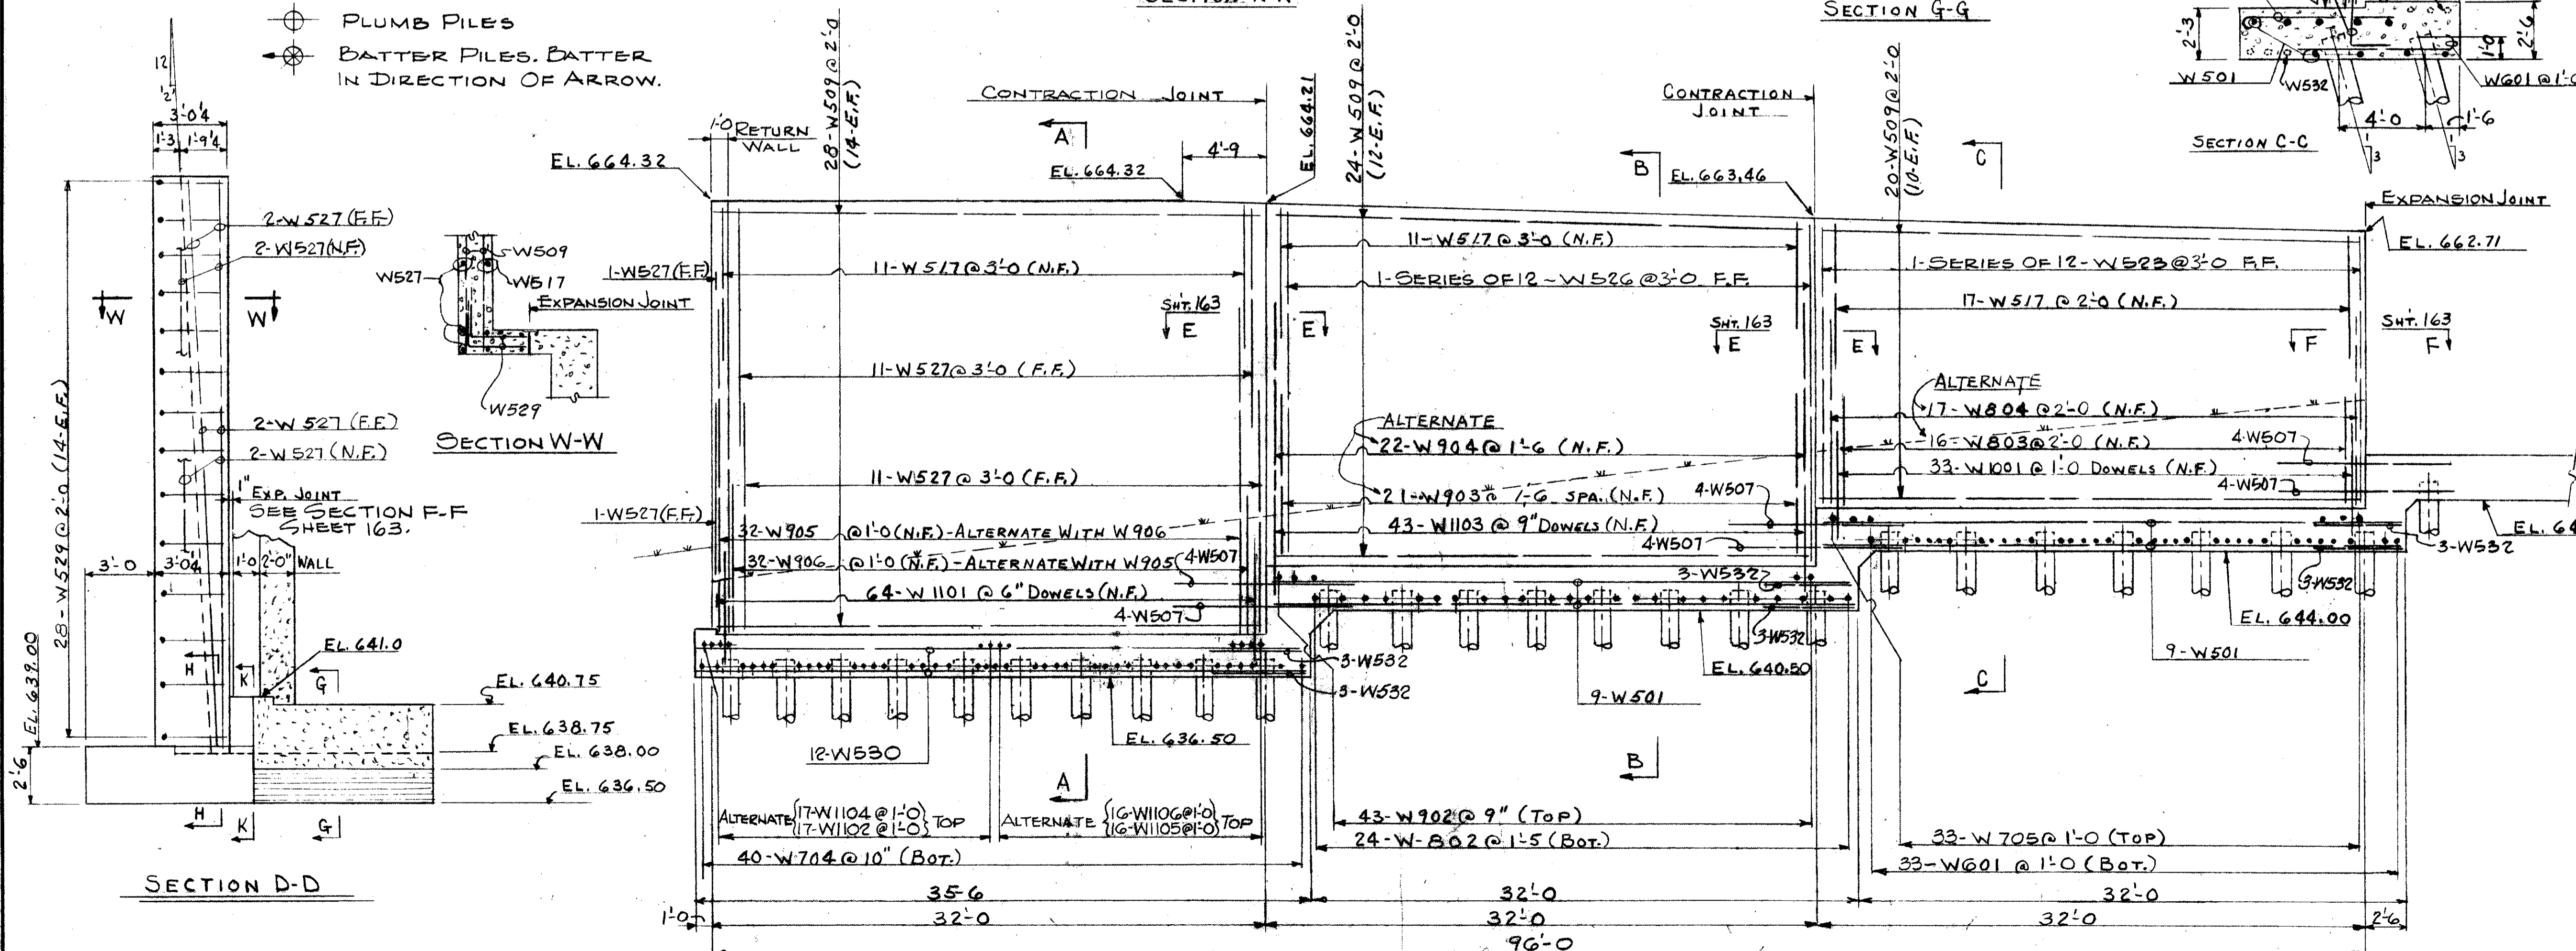 PLUMB PILES
BATTER PILES. BATTER
IN DIRECTION OF ARROW.
SECTION G-G
12
½
3'-0¼
1'-3
1'-9¼
2-W527 (F.F.)
2-W527 (N.F.)
W
W
28-W529 @ 2'-0 (14-E.F.)
2-W527 (F.F.)
2-W527 (N.F.)
1" EXP. JOINT
SEE SECTION F-F
SHEET 163.
3'-0
3'-0¼
1'-0
2'-0"
WALL
EL. 639.00
2'-6
H
K
G
EL. 641.0
EL. 640.75
EL. 638.75
EL. 638.00
EL. 636.50
H
K
G
SECTION D-D
W509
W527
W517
EXPANSION JOINT
W529
SECTION W-W
1'-0 RETURN
WALL
EL. 664.32
28-W509 @ 2'-0
(14-E.F.)
CONTRACTION JOINT
A
4'-9
EL. 664.32
EL. 664.21
1-W527 (F.F.)
11-W517 @ 3'-0 (N.F.)
SHT. 163
E
11-W527 @ 3'-0 (F.F.)
11-W527 @ 3'-0 (F.F.)
1-W527 (F.F.)
32-W905 @ 1'-0 (N.F.)-ALTERNATE WITH W906
32-W906 @ 1'-0 (N.F.)-ALTERNATE WITH W905
4-W507
64-W1101 @ 6" DOWELS (N.F.)
4-W507
3-W532
3-W532
12-W530
EL. 636.50
A
ALTERNATE {17-W1104 @ 1'-0} TOP
17-W1102 @ 1'-0
ALTERNATE {16-W1106 @ 1'-0} TOP
16-W1105 @ 1'-0
40-W704 @ 10" (BOT.)
35-6
1'-0
32'-0
24-W509 @ 2'-0
(12-E.F.)
CONTRACTION
JOINT
B
EL. 663.46
11-W517 @ 3'-0 (N.F.)
1-SERIES OF 12-W526 @ 3'-0 F.F.
E
SHT. 163
E
ALTERNATE
22-W904 @ 1'-6 (N.F.)
21-W903 @ 1'-6 SPA. (N.F.)
4-W507
43-W1103 @ 9" DOWELS (N.F.)
4-W507
3-W532
3-W532
EL. 640.50
9-W501
B
43-W902 @ 9" (TOP)
24-W-802 @ 1'-5 (BOT.)
32'-0
32'-0
20-W509 @ 2'-0
(10-E.F.)
C
EXPANSION JOINT
EL. 662.71
1-SERIES OF 12-W523 @ 3'-0 F.F.
17-W517 @ 2'-0 (N.F.)
E
F
SHT. 163
F
ALTERNATE
17-W804 @ 2'-0 (N.F.)
16-W803 @ 2'-0 (N.F.)
4-W507
33-W1001 @ 1'-0 DOWELS (N.F.)
4-W507
3-W532
3-W532
EL. 644.00
9-W501
C
33-W705 @ 1'-0 (TOP)
33-W601 @ 1'-0 (BOT.)
32'-0
32'-0
2'-6
96'-0
2'-3
1'-0
2'-6
W501
W532
W601 @ 1'-0
4'-0
1'-6
3
3
SECTION C-C